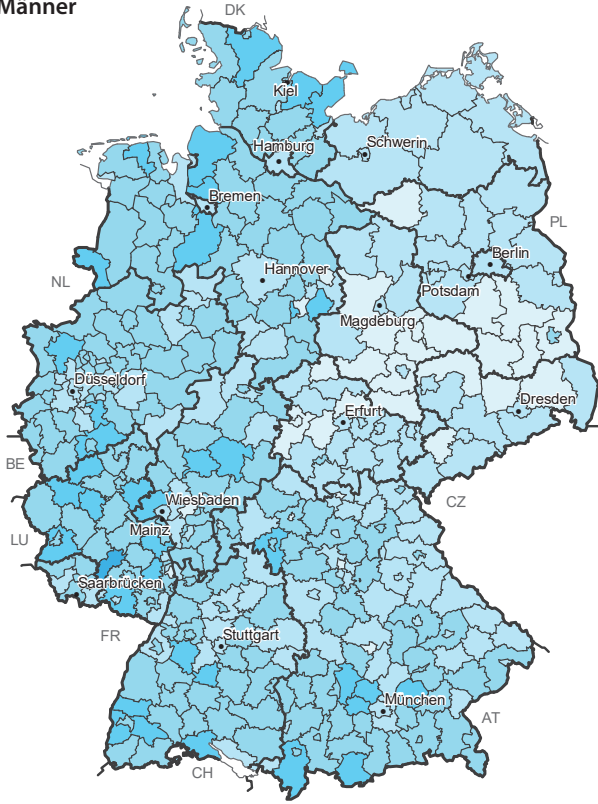 Männer
DK
Kiel
Hamburg
Schwerin
Bremen
PL
Berlin
Hannover
NL
Potsdam
Magdeburg
Düsseldorf
Erfurt
Dresden
BE
Wiesbaden
CZ
Mainz
LU
Saarbrücken
FR
Stuttgart
München
AT
CH